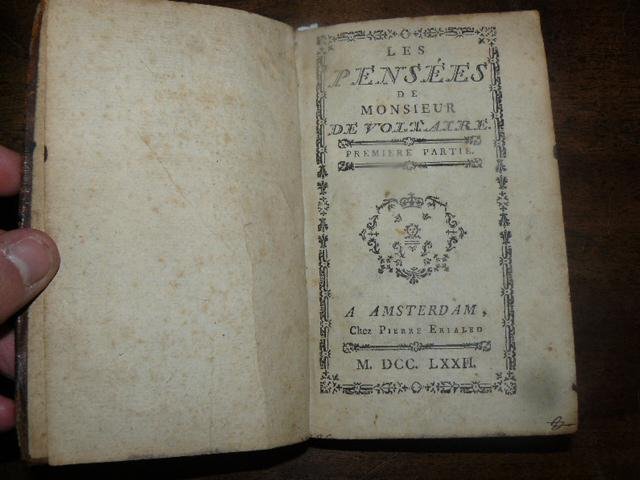 LES
PENSÉES
DE
MONSIEUR
DE VOLTAIRE.
PREMIERE PARTIE.
A AMSTERDAM,
Chez PIERRE ERIALED
M. DCC. LXXII.